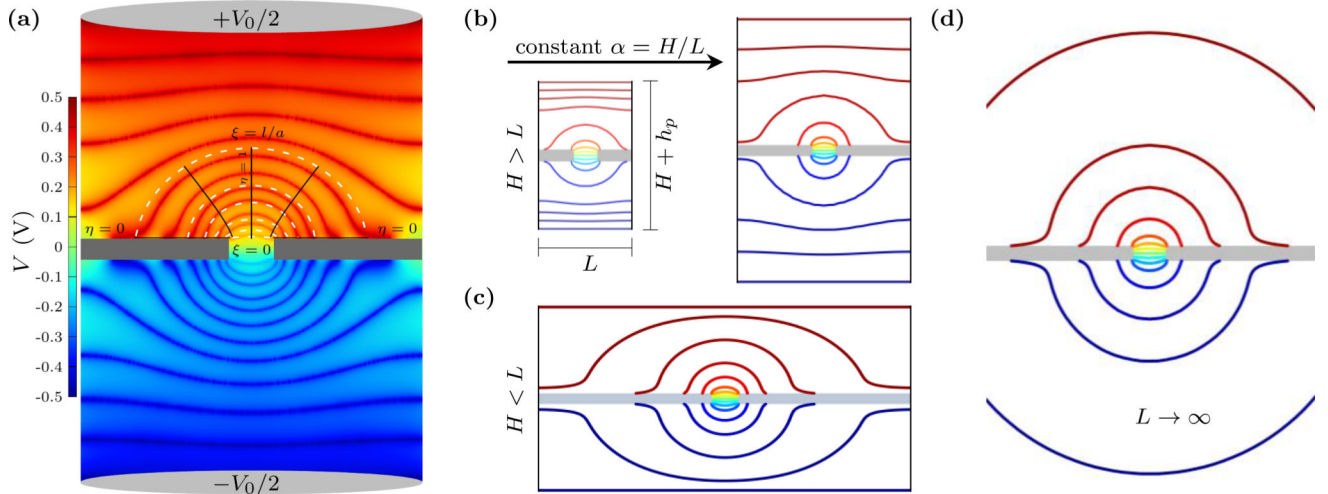 (a)
+V₀/2
0.5
0.4
0.3
0.2
0.1
0
-0.1
-0.2
-0.3
-0.4
-0.5
V (V)
ξ = l/a
η = 1
η = 0
η = 0
ξ = 0
−V₀/2
(b)
constant α = H/L
H > L
H + hₚ
L
(c)
H < L
(d)
L → ∞